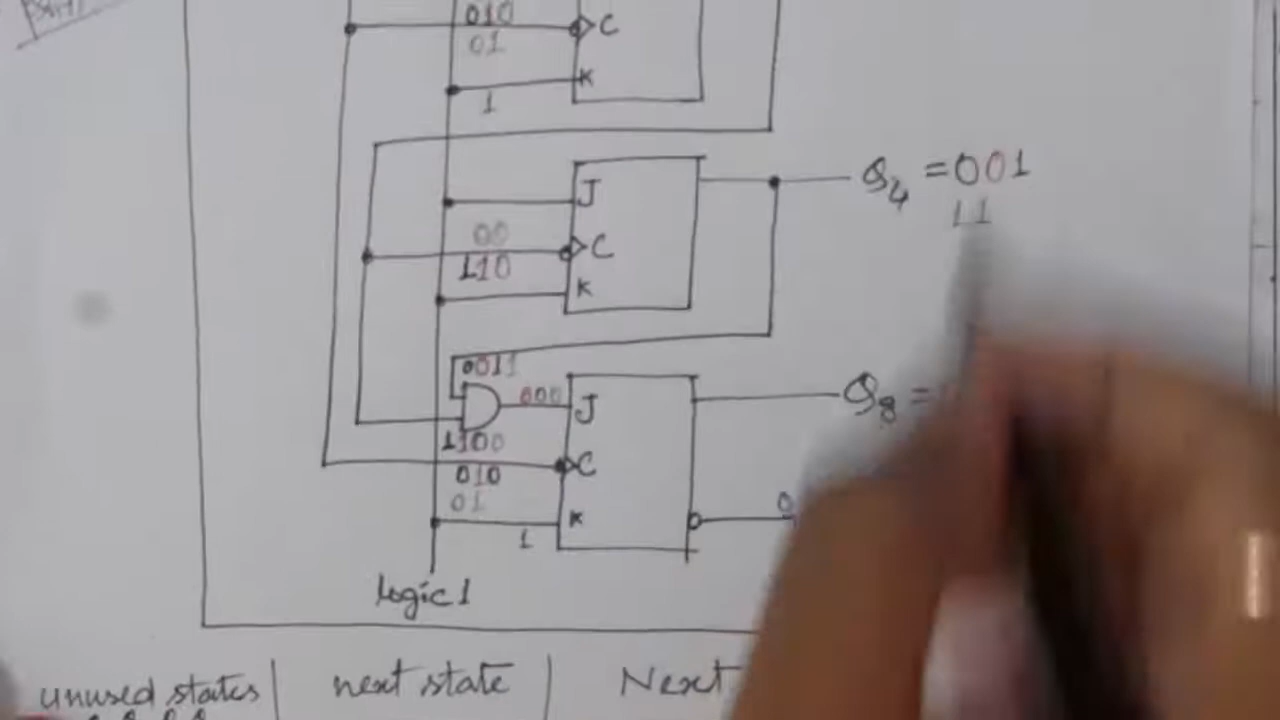 010
C
01
K
1
Q4 = 001
11
J
00
C
110
K
0011
000
J
Q8 =
1100
010
C
01
K
0
1
logic 1
unused states next state Next